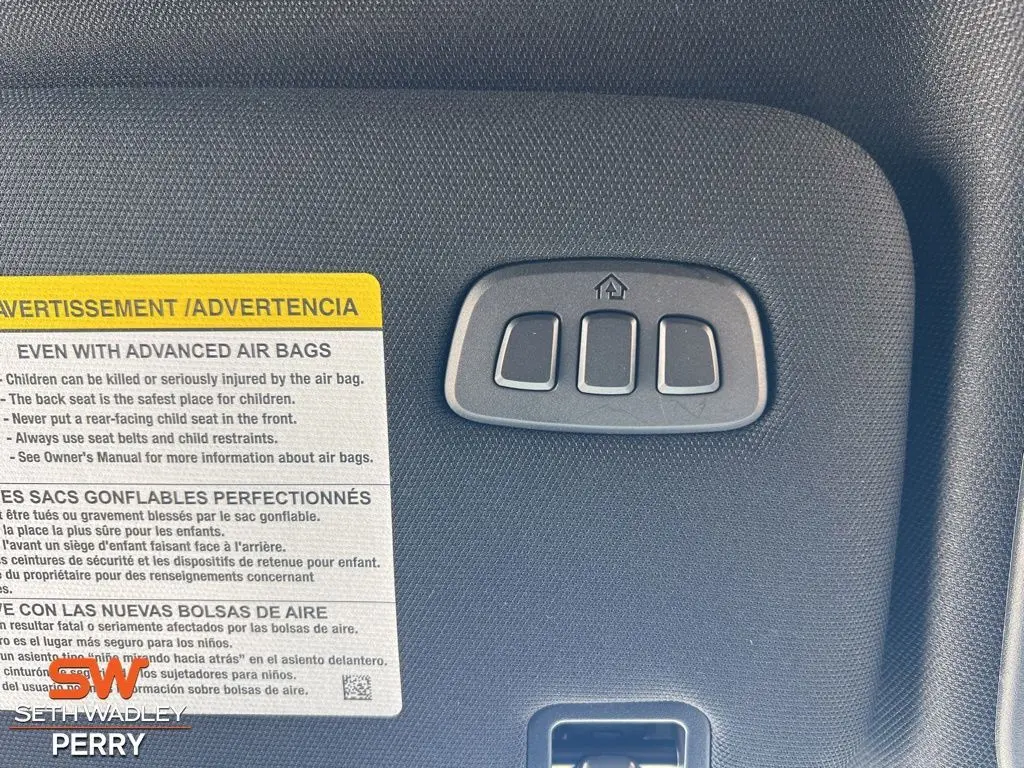 AVERTISSEMENT /ADVERTENCIA
EVEN WITH ADVANCED AIR BAGS
- Children can be killed or seriously injured by the air bag.
- The back seat is the safest place for children.
- Never put a rear-facing child seat in the front.
- Always use seat belts and child restraints.
- See Owner's Manual for more information about air bags.
ES SACS GONFLABLES PERFECTIONNÉS
être tués ou gravement blessés par le sac gonflable.
la place la plus sûre pour les enfants.
l'avant un siège d'enfant faisant face à l'arrière.
s ceintures de sécurité et les dispositifs de retenue pour enfant.
du propriétaire pour des renseignements concernant
es.
E CON LAS NUEVAS BOLSAS DE AIRE
n resultar fatal o seriamente afectados por las bolsas de aire.
ro es el lugar más seguro para los niños.
un asiento tipo "niño mirando hacia atrás" en el asiento delantero.
cinturón los sujetadores para niños.
del usuario ormación sobre bolsas de aire.
SW
SETH WADLEY
PERRY